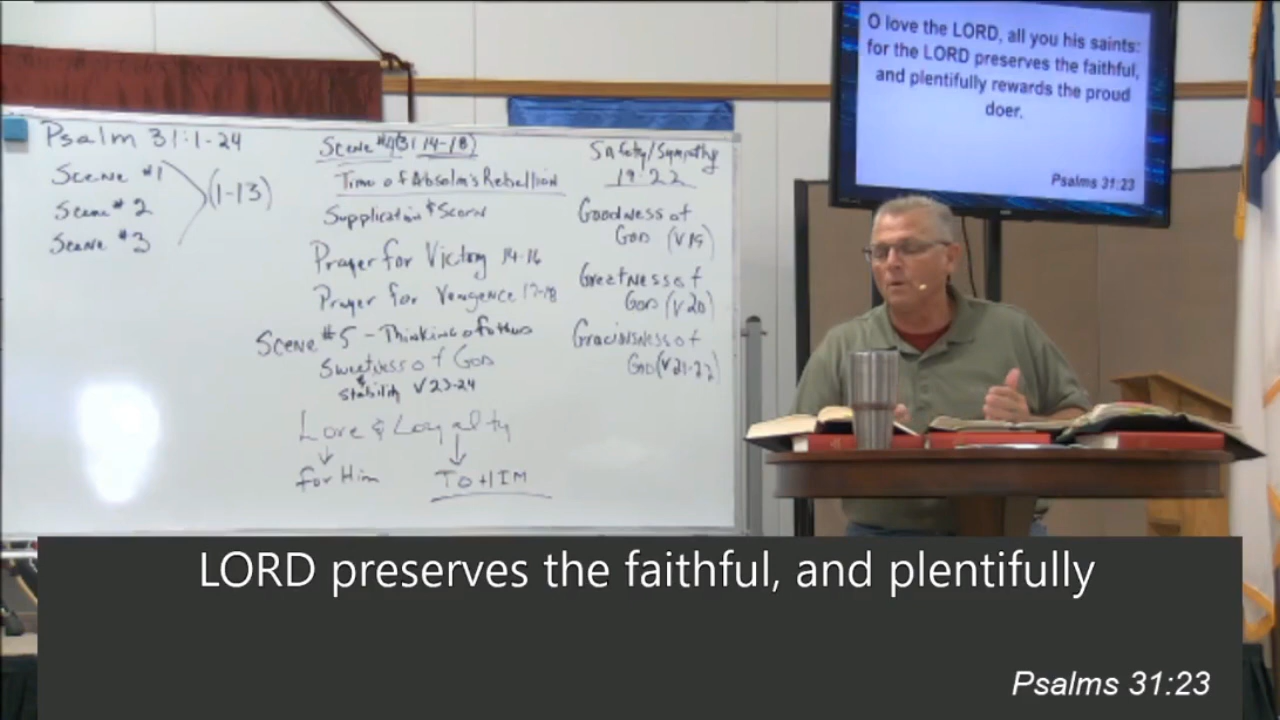 Psalm 31:1-24
Scene #1
Scene #2
Scene #3
(1-13)
Scene #4(31 14-18)
Time of Absolm's Rebellion
Supplication & Scorn
Prayer for Victory 14-16
Prayer for Vengence 17-18
Scene #5 - Thinking of others
Sweetness of God
& Stability V 23-24
Love & Loyalty
for Him
TO HIM
Safety/Sympathy
19-22
Goodness of
God (V19)
Greatness of
God (V20)
Graciousness of
God (V21-22)
O love the LORD, all you his saints:
for the LORD preserves the faithful,
and plentifully rewards the proud
doer.
Psalms 31:23
LORD preserves the faithful, and plentifully
Psalms 31:23